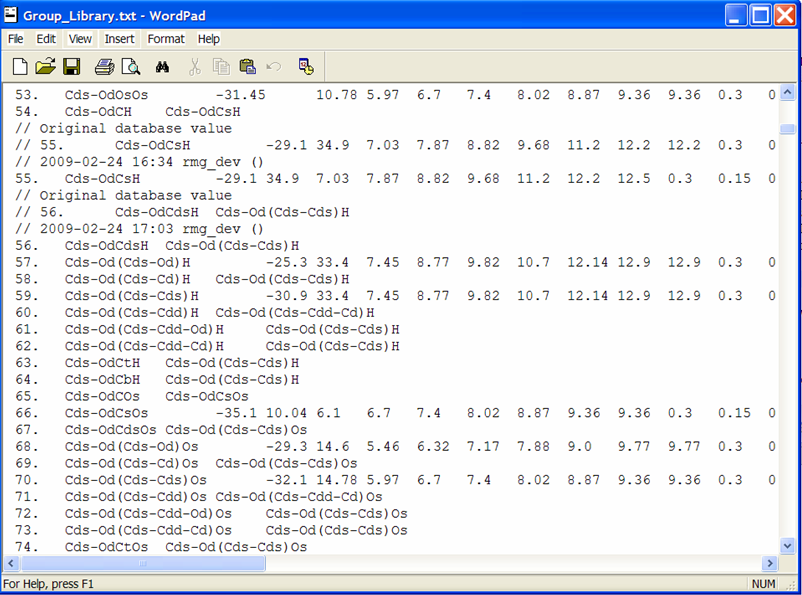 Group_Library.txt - WordPad
File Edit View Insert Format Help
53. Cds-OdOsOs -31.45 10.78 5.97 6.7 7.4 8.02 8.87 9.36 9.36 0.3 0
54. Cds-OdCH Cds-OdCsH
// Original database value
// 55. Cds-OdCsH -29.1 34.9 7.03 7.87 8.82 9.68 11.2 12.2 12.2 0.3 0
// 2009-02-24 16:34 rmg_dev ()
55. Cds-OdCsH -29.1 34.9 7.03 7.87 8.82 9.68 11.2 12.2 12.5 0.3 0.15 0
// Original database value
// 56. Cds-OdCdsH Cds-Od(Cds-Cds)H
// 2009-02-24 17:03 rmg_dev ()
56. Cds-OdCdsH Cds-Od(Cds-Cds)H
57. Cds-Od(Cds-Od)H -25.3 33.4 7.45 8.77 9.82 10.7 12.14 12.9 12.9 0.3 0
58. Cds-Od(Cds-Cd)H Cds-Od(Cds-Cds)H
59. Cds-Od(Cds-Cds)H -30.9 33.4 7.45 8.77 9.82 10.7 12.14 12.9 12.9 0.3 0
60. Cds-Od(Cds-Cdd)H Cds-Od(Cds-Cdd-Cd)H
61. Cds-Od(Cds-Cdd-Od)H Cds-Od(Cds-Cds)H
62. Cds-Od(Cds-Cdd-Cd)H Cds-Od(Cds-Cds)H
63. Cds-OdCtH Cds-Od(Cds-Cds)H
64. Cds-OdCbH Cds-Od(Cds-Cds)H
65. Cds-OdCOs Cds-OdCsOs
66. Cds-OdCsOs -35.1 10.04 6.1 6.7 7.4 8.02 8.87 9.36 9.36 0.3 0.15 0
67. Cds-OdCdsOs Cds-Od(Cds-Cds)Os
68. Cds-Od(Cds-Od)Os -29.3 14.6 5.46 6.32 7.17 7.88 9.0 9.77 9.77 0.3 0
69. Cds-Od(Cds-Cd)Os Cds-Od(Cds-Cds)Os
70. Cds-Od(Cds-Cds)Os -32.1 14.78 5.97 6.7 7.4 8.02 8.87 9.36 9.36 0.3 0
71. Cds-Od(Cds-Cdd)Os Cds-Od(Cds-Cdd-Cd)Os
72. Cds-Od(Cds-Cdd-Od)Os Cds-Od(Cds-Cds)Os
73. Cds-Od(Cds-Cdd-Cd)Os Cds-Od(Cds-Cds)Os
74. Cds-OdCtOs Cds-Od(Cds-Cds)Os
For Help, press F1 NUM